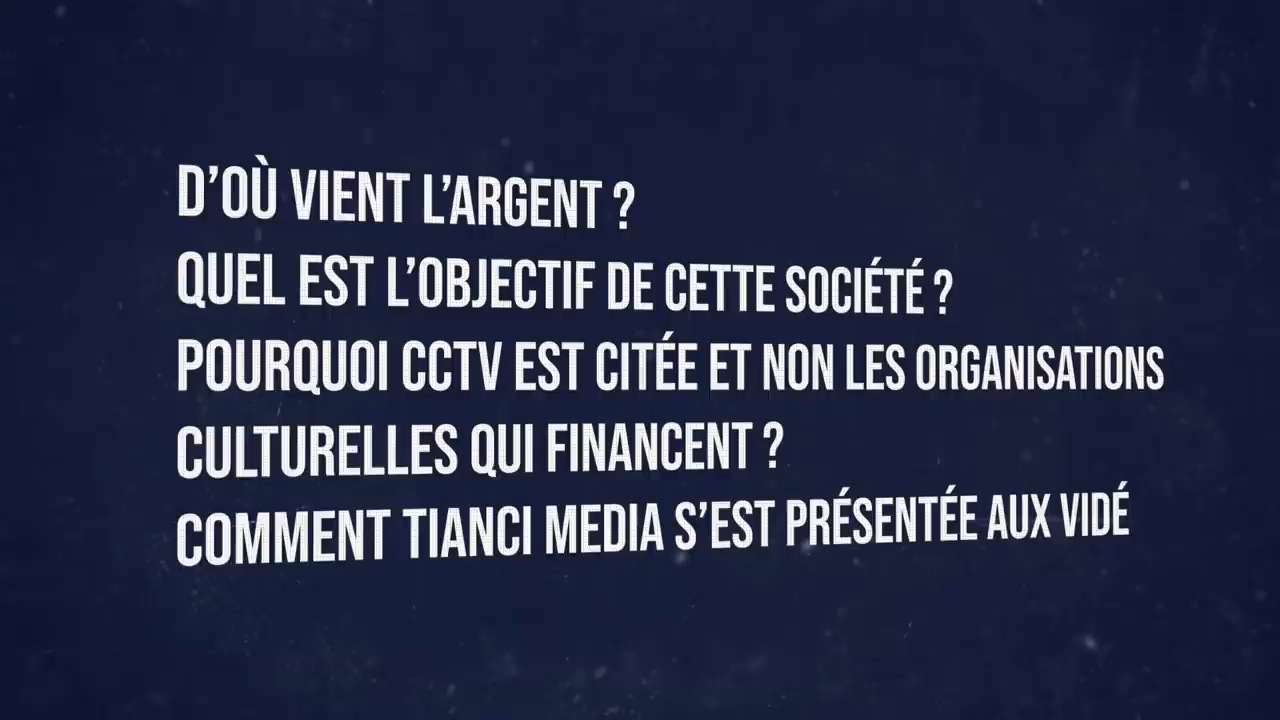 D’OÙ VIENT L’ARGENT ?
QUEL EST L’OBJECTIF DE CETTE SOCIÉTÉ ?
POURQUOI CCTV EST CITÉE ET NON LES ORGANISATIONS
CULTURELLES QUI FINANCENT ?
COMMENT TIANCI MEDIA S’EST PRÉSENTÉE AUX VIDÉ